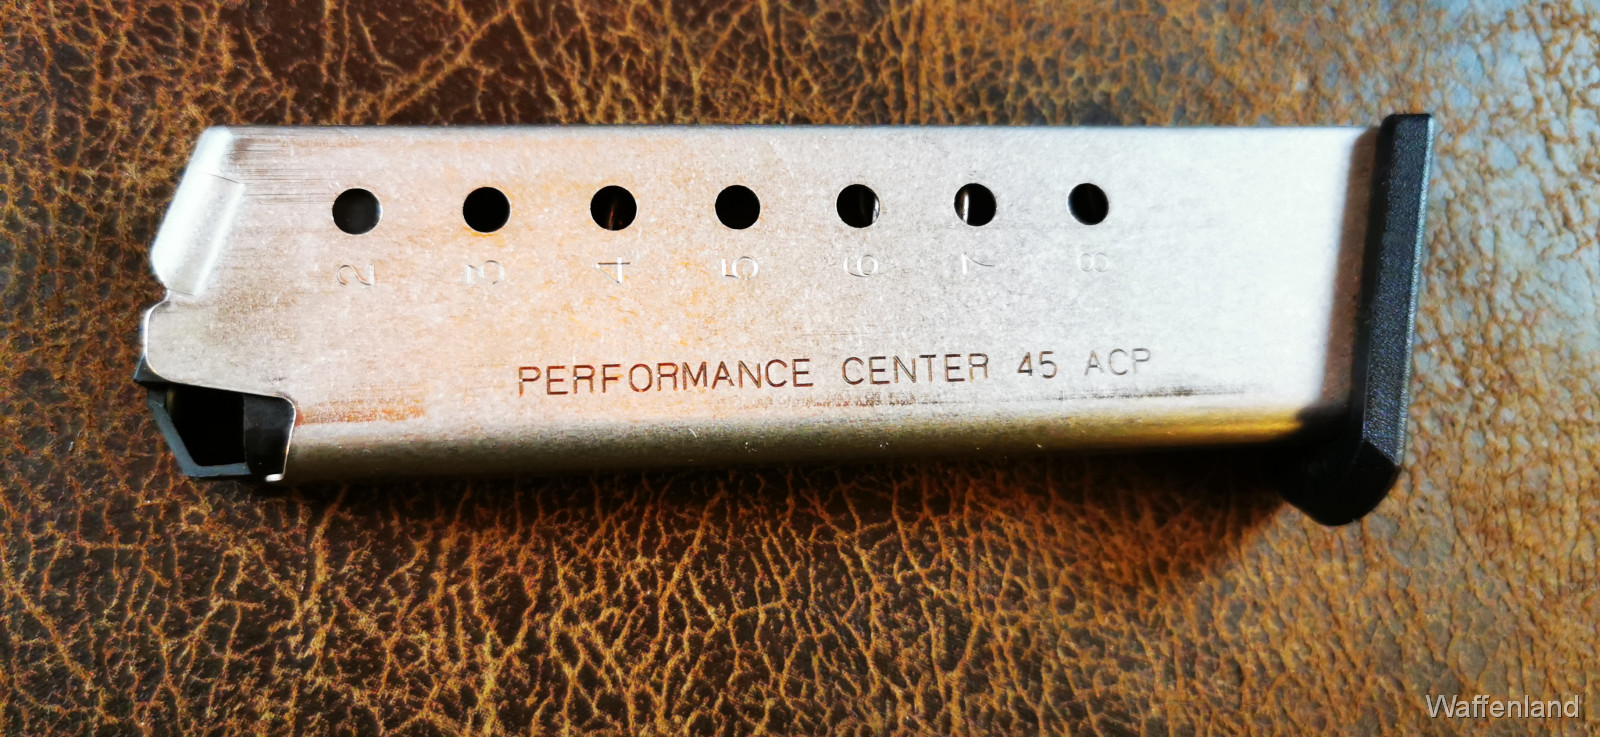 2 3 4 5 6 7 8
PERFORMANCE CENTER 45 ACP
Waffenland